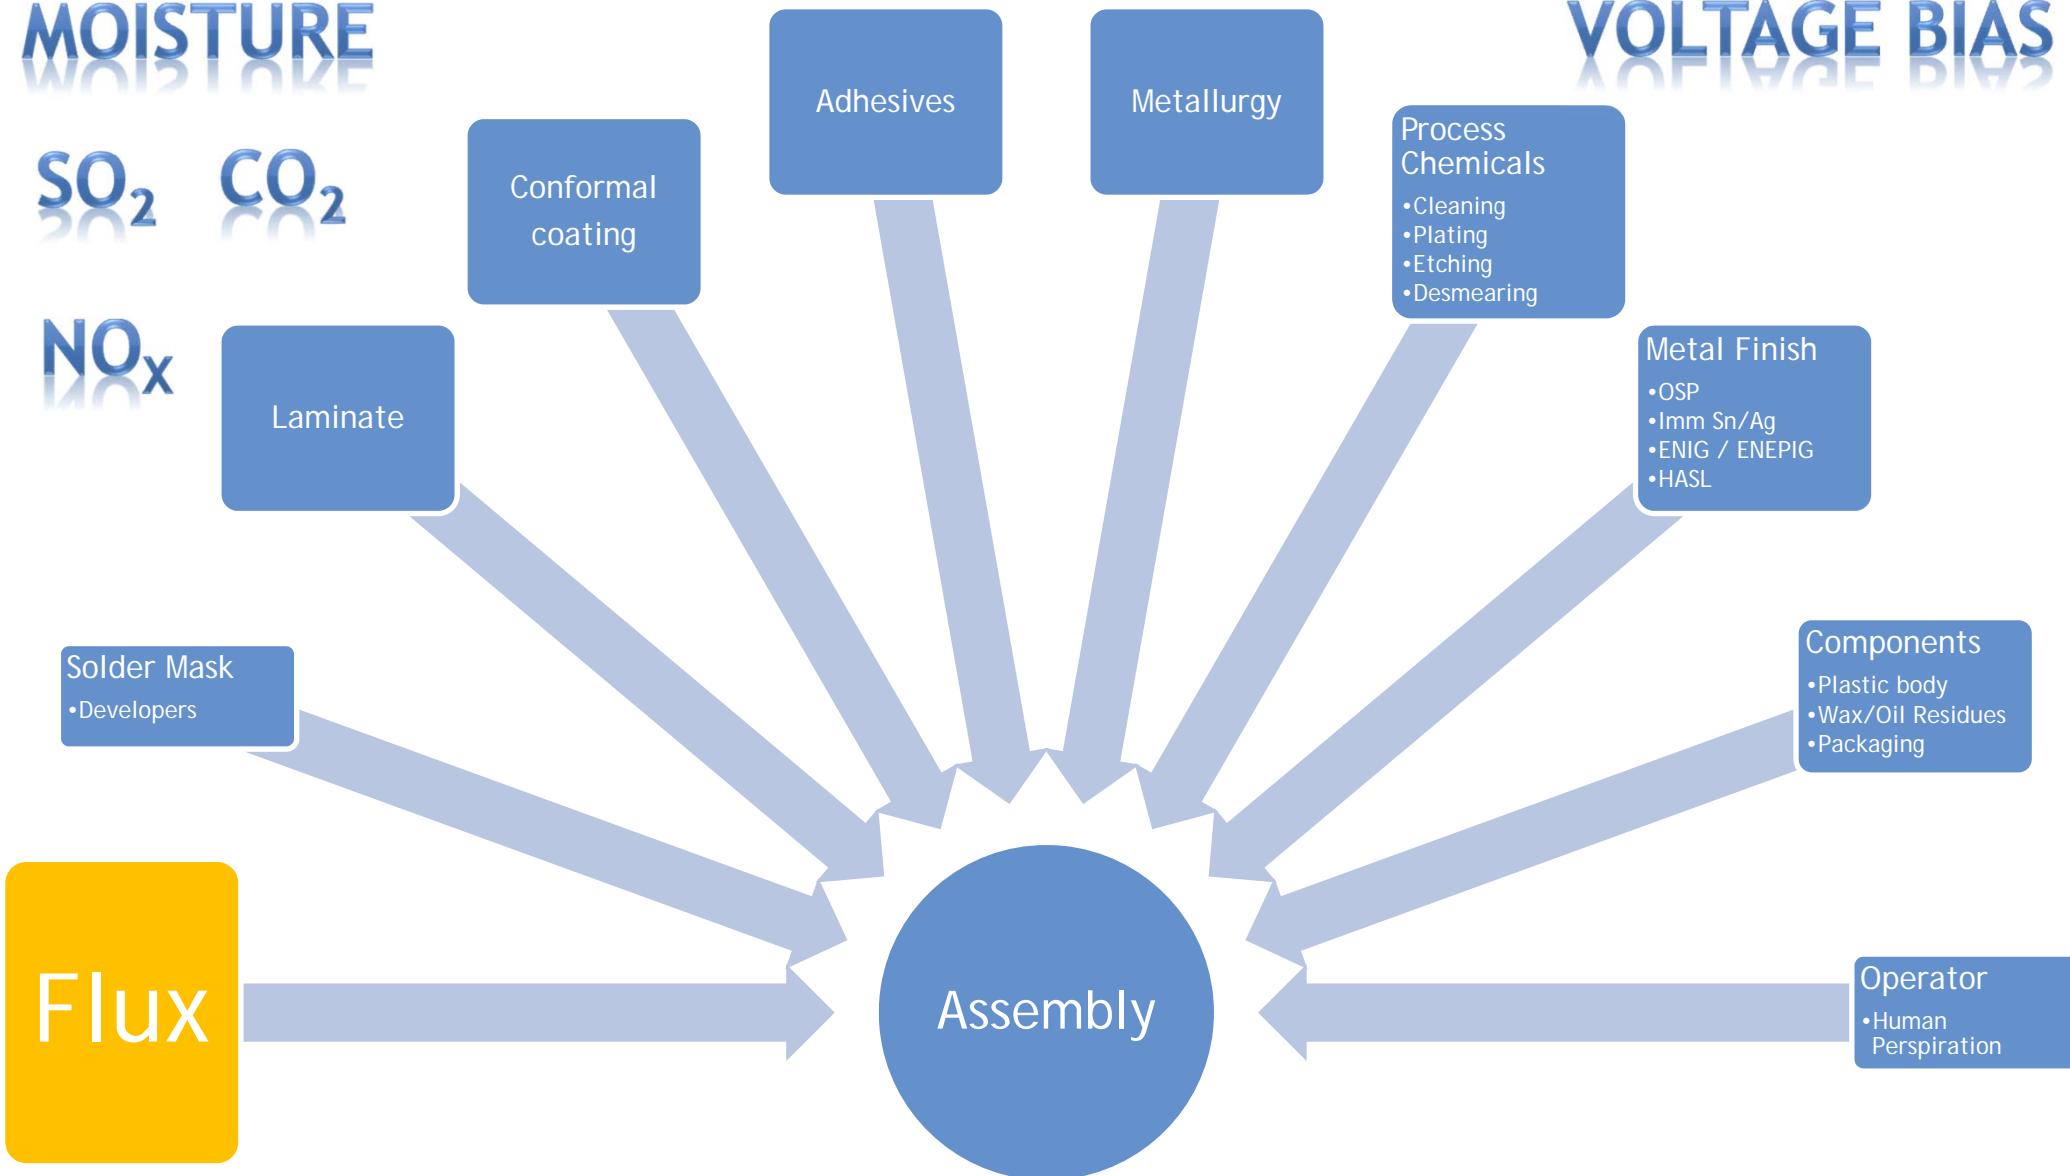 MOISTURE
VOLTAGE BIAS
SO₂ CO₂
NOₓ
Adhesives
Metallurgy
Conformal
coating
Process
Chemicals
•Cleaning
•Plating
•Etching
•Desmearing
Laminate
Metal Finish
•OSP
•Imm Sn/Ag
•ENIG / ENEPIG
•HASL
Solder Mask
•Developers
Components
•Plastic body
•Wax/Oil Residues
•Packaging
Flux
Assembly
Operator
•Human
Perspiration